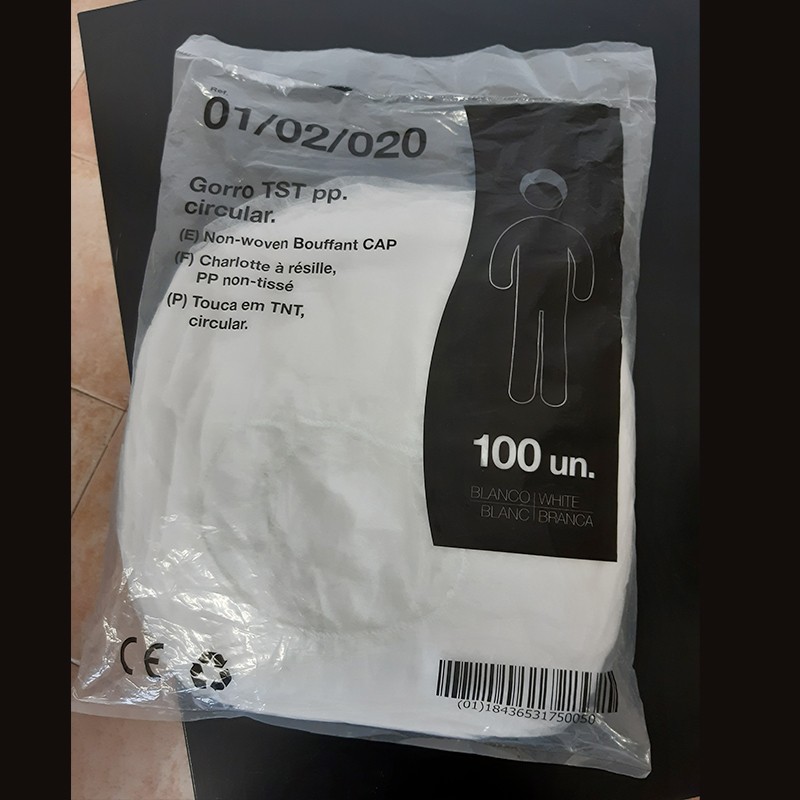 Ref.
01/02/020
Gorro TST pp.
circular.
(E) Non-woven Bouffant CAP
(F) Charlotte à résille,
PP non-tissé
(P) Touca em TNT,
circular.
100 un.
BLANCO | WHITE
BLANC | BRANCA
CE
(01)18436531750050